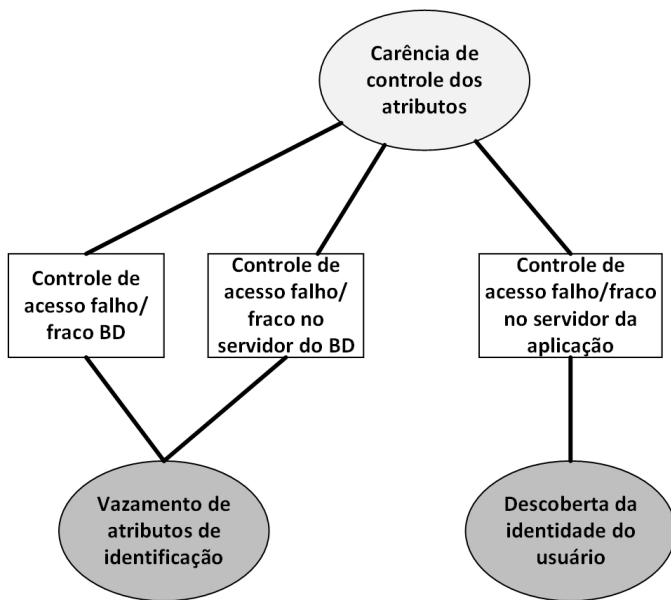 Carência de
controle dos
atributos
Controle de
acesso falho/
fraco BD
Controle de
acesso falho/
fraco no
servidor do BD
Controle de
acesso falho/fraco
no servidor da
aplicação
Vazamento de
atributos de
identificação
Descoberta da
identidade do
usuário